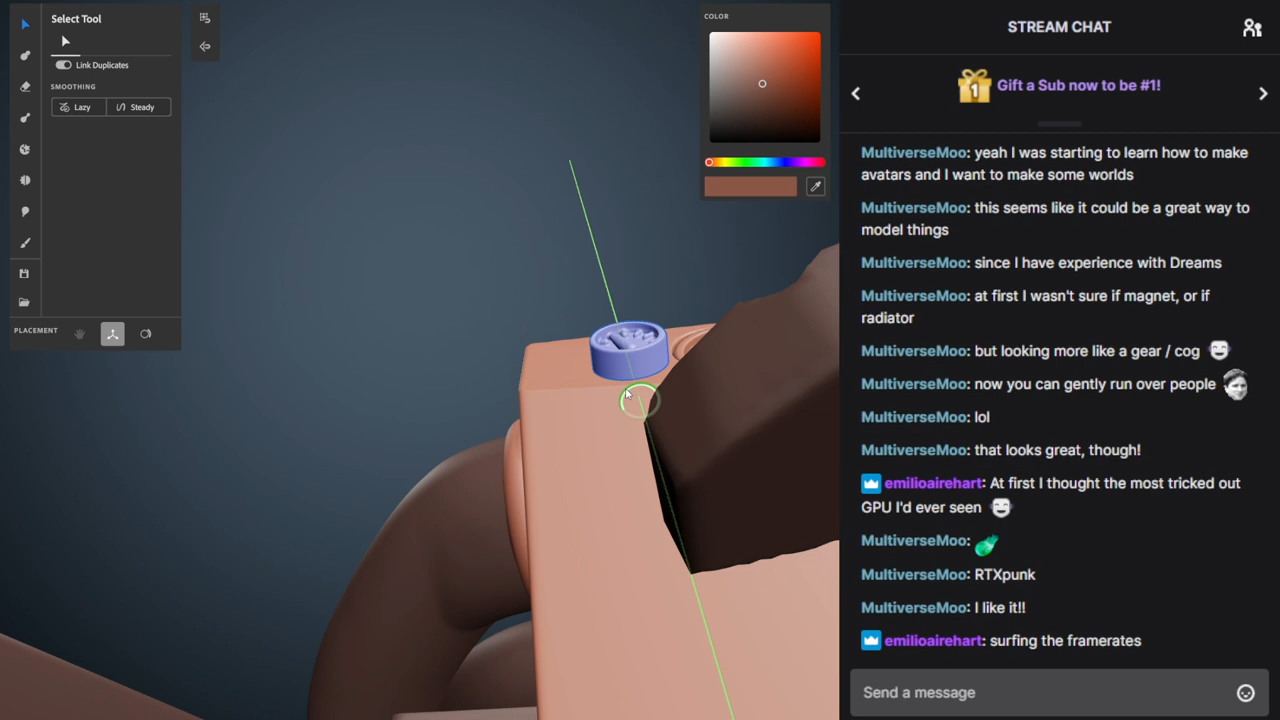 Select Tool
Link Duplicates
SMOOTHING
Lazy
Steady
PLACEMENT
COLOR
STREAM CHAT
1
Gift a Sub now to be #1!
MultiverseMoo: yeah I was starting to learn how to make
avatars and I want to make some worlds
MultiverseMoo: this seems like it could be a great way to
model things
MultiverseMoo: since I have experience with Dreams
MultiverseMoo: at first I wasn't sure if magnet, or if
radiator
MultiverseMoo: but looking more like a gear / cog
MultiverseMoo: now you can gently run over people
MultiverseMoo: lol
MultiverseMoo: that looks great, though!
emilioairehart: At first I thought the most tricked out
GPU I'd ever seen
MultiverseMoo:
MultiverseMoo: RTXpunk
MultiverseMoo: I like it!!
emilioairehart: surfing the framerates
Send a message